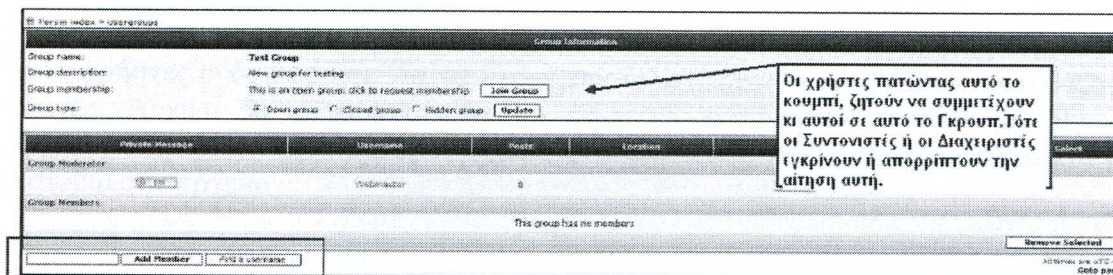 Forum Index > Usergroups
Group Information
Group name: Test Group
Group description: New group for testing
Group membership: This is an open group: click to request membership Join Group
Group type: Open group Closed group Hidden group Update
Οι χρήστες πατώντας αυτό το
κουμπί, ζητούν να συμμετέχουν
κι αυτοί σε αυτό το Γκρουπ.Τότε
οι Συντονιστές ή οι Διαχειριστές
εγκρίνουν ή απορρίπτουν την
αίτηση αυτή.
Private Message Username Posts Location Select
Group Moderator
Webmaster 0
Group Members
This group has no members
Remove Selected
Add Member Find a username
All times are UTC
Goto